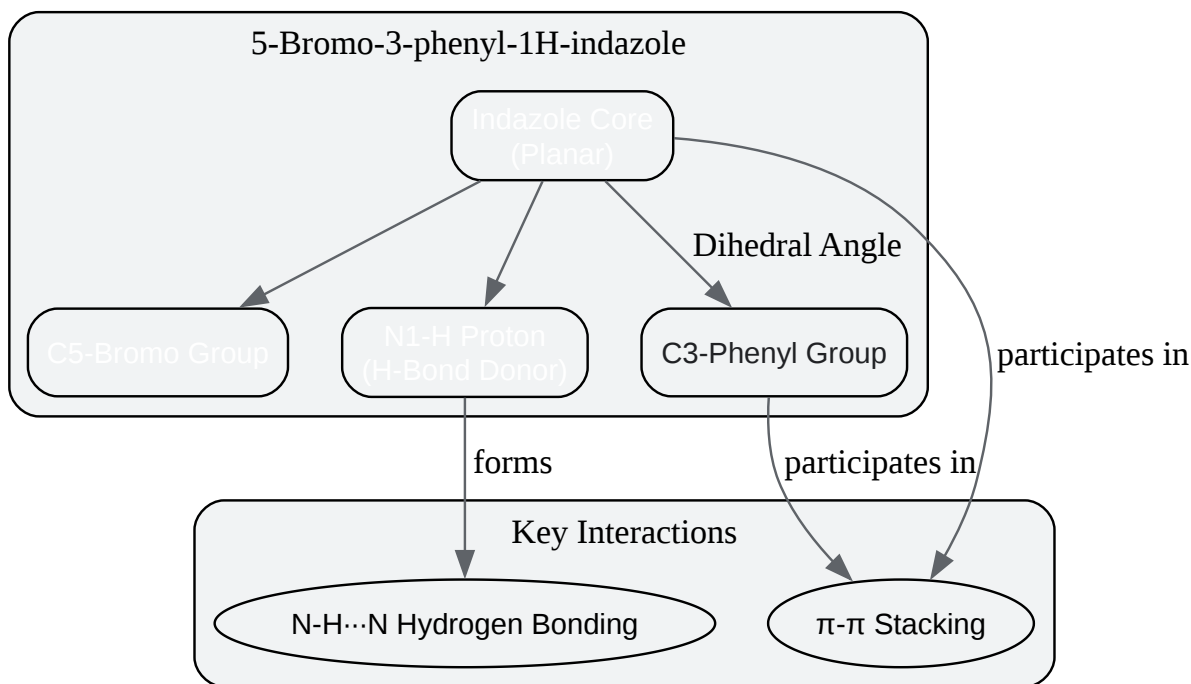 5-Bromo-3-phenyl-1H-indazole
Indazole Core
(Planar)
Dihedral Angle
C5-Bromo Group
N1-H Proton
(H-Bond Donor)
C3-Phenyl Group
participates in
forms
participates in
Key Interactions
N-H···N Hydrogen Bonding
π-π Stacking